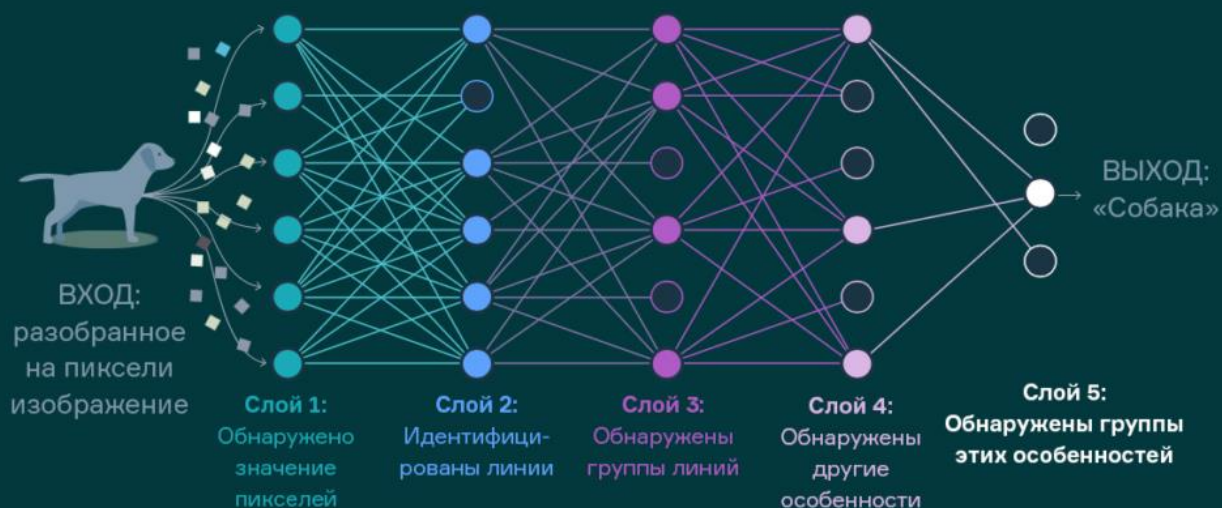 ВХОД:
разобранное
на пиксели
изображение
Слой 1:
Обнаружено
значение
пикселей
Слой 2:
Идентифици-
рованы линии
Слой 3:
Обнаружены
группы линий
Слой 4:
Обнаружены
другие
особенности
Слой 5:
Обнаружены группы
этих особенностей
ВЫХОД:
«Собака»